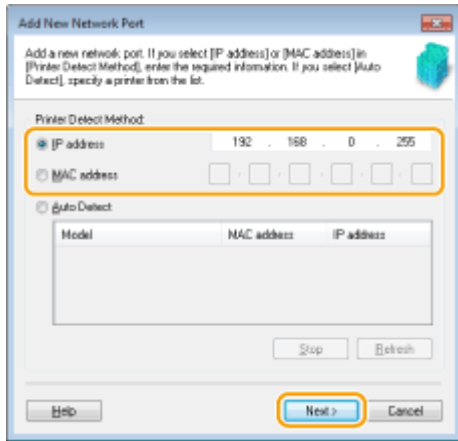 Add New Network Port
Add a new network port. If you select [IP address] or [MAC address] in
[Printer Detect Method], enter the required information. If you select [Auto
Detect], specify a printer from the list.
Printer Detect Method:
IP address 192 . 168 . 0 . 255
MAC address - - - - -
Auto Detect
Model MAC address IP address
Stop Refresh
Help Next > Cancel